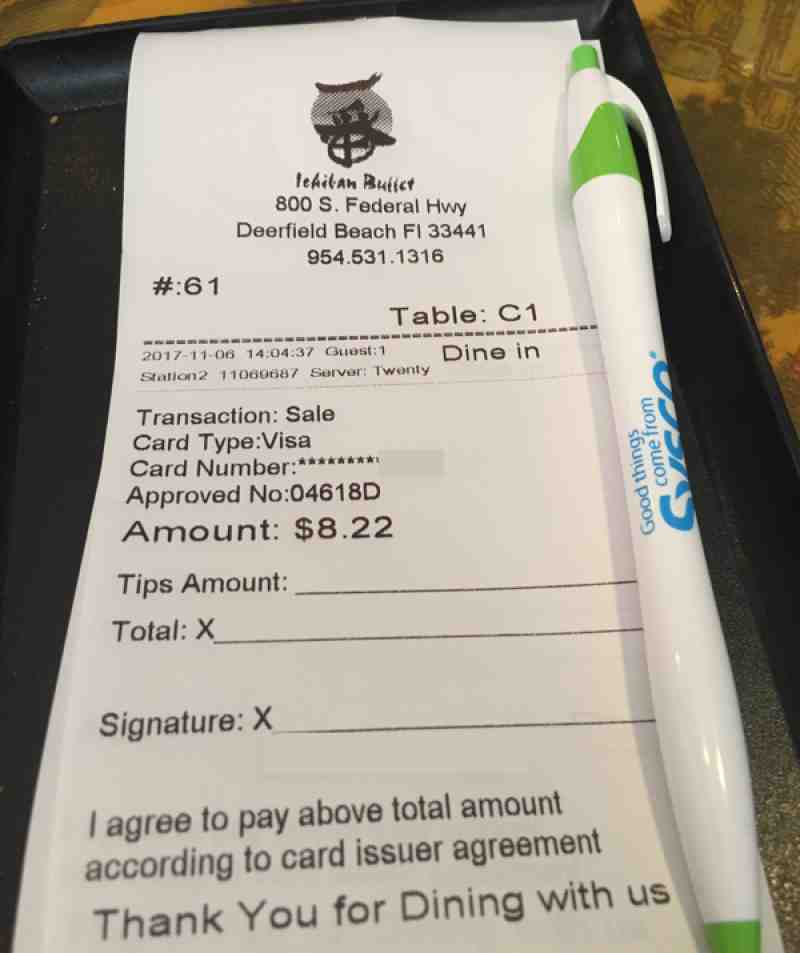 一番
Ichiban Buffet
800 S. Federal Hwy
Deerfield Beach Fl 33441
954.531.1316
#:61
Table: C1
2017-11-06 14:04:37 Guest:1 Dine in
Station2 11069687 Server: Twenty
Transaction: Sale
Card Type:Visa
Card Number:*********
Approved No:04618D
Amount: $8.22
Tips Amount:
Total: X
Signature: X
I agree to pay above total amount
according to card issuer agreement
Thank You for Dining with us
Good things
come from
Sysco